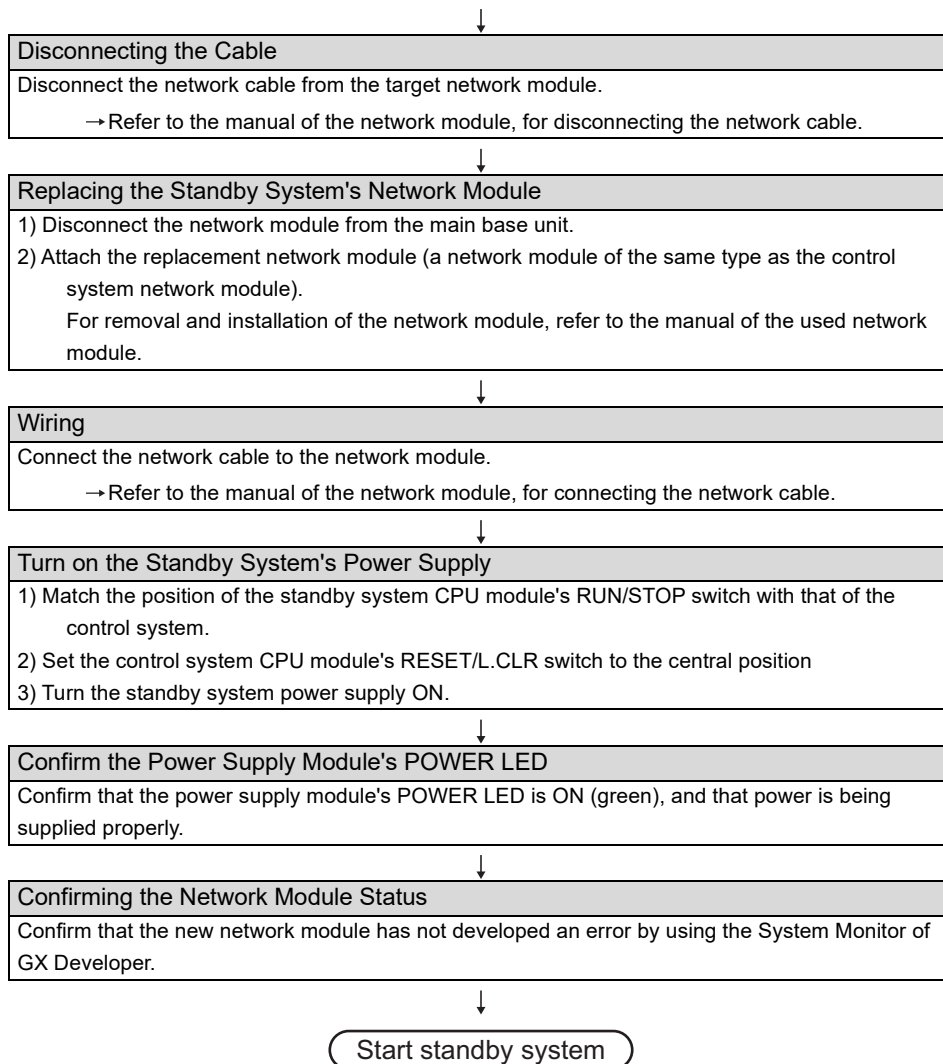 Disconnecting the Cable
Disconnect the network cable from the target network module.
→Refer to the manual of the network module, for disconnecting the network cable.
Replacing the Standby System's Network Module
1) Disconnect the network module from the main base unit.
2) Attach the replacement network module (a network module of the same type as the control
system network module).
For removal and installation of the network module, refer to the manual of the used network
module.
Wiring
Connect the network cable to the network module.
→Refer to the manual of the network module, for connecting the network cable.
Turn on the Standby System's Power Supply
1) Match the position of the standby system CPU module's RUN/STOP switch with that of the
control system.
2) Set the control system CPU module's RESET/L.CLR switch to the central position
3) Turn the standby system power supply ON.
Confirm the Power Supply Module's POWER LED
Confirm that the power supply module's POWER LED is ON (green), and that power is being
supplied properly.
Confirming the Network Module Status
Confirm that the new network module has not developed an error by using the System Monitor of
GX Developer.
Start standby system